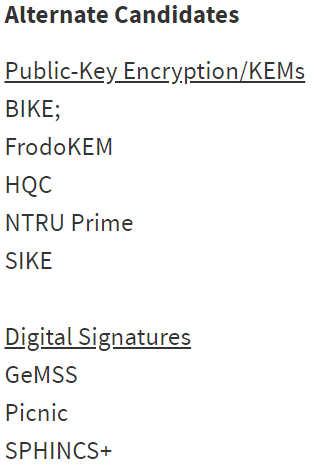 Alternate Candidates
Public-Key Encryption/KEMs
BIKE;
FrodoKEM
HQC
NTRU Prime
SIKE
Digital Signatures
GeMSS
Picnic
SPHINCS+